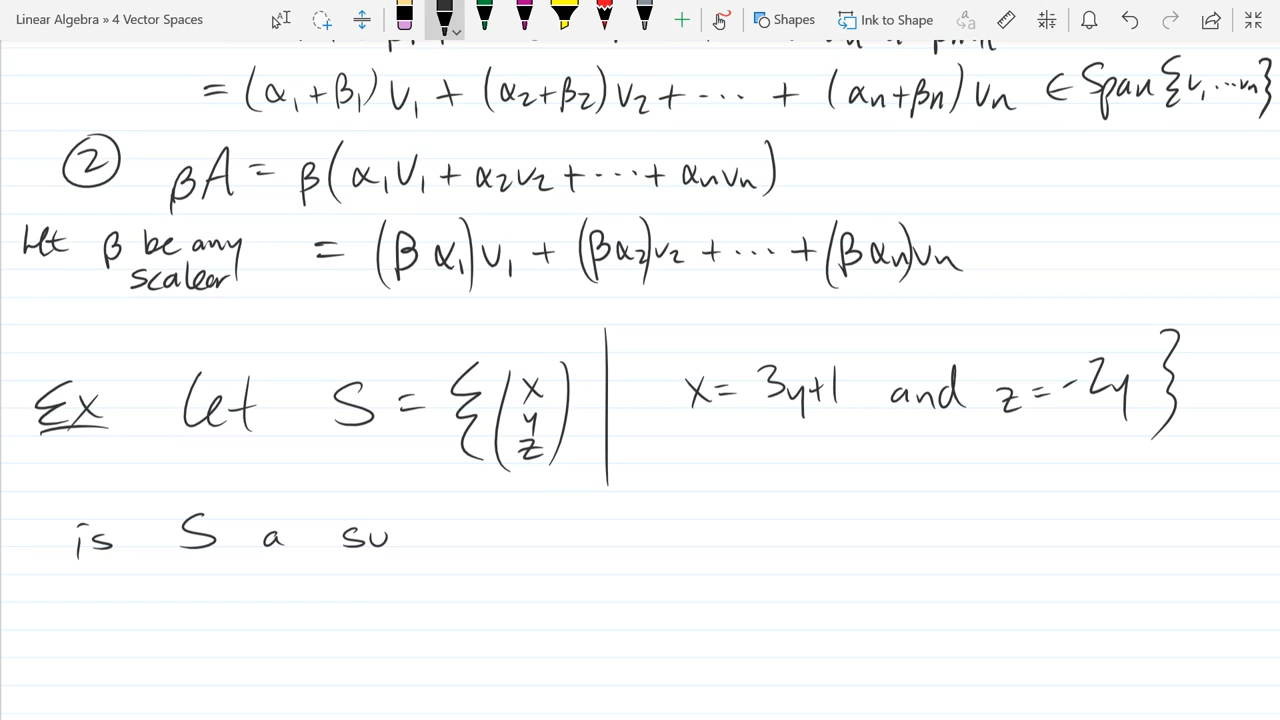 Linear Algebra » 4 Vector Spaces
Shapes
Ink to Shape
= (α₁+β₁) v₁ + (α₂+β₂) v₂ + ... + (αn+βn) vn ∈ Span{v₁...vn}
② βA = β(α₁v₁ + α₂v₂ + ... + αnvn)
let β be any scalar = (β α₁)v₁ + (βα₂)v₂ + ... + (β αn)vn
Ex let S = { (x y z) | x = 3y+1 and z = -2y }
is S a su